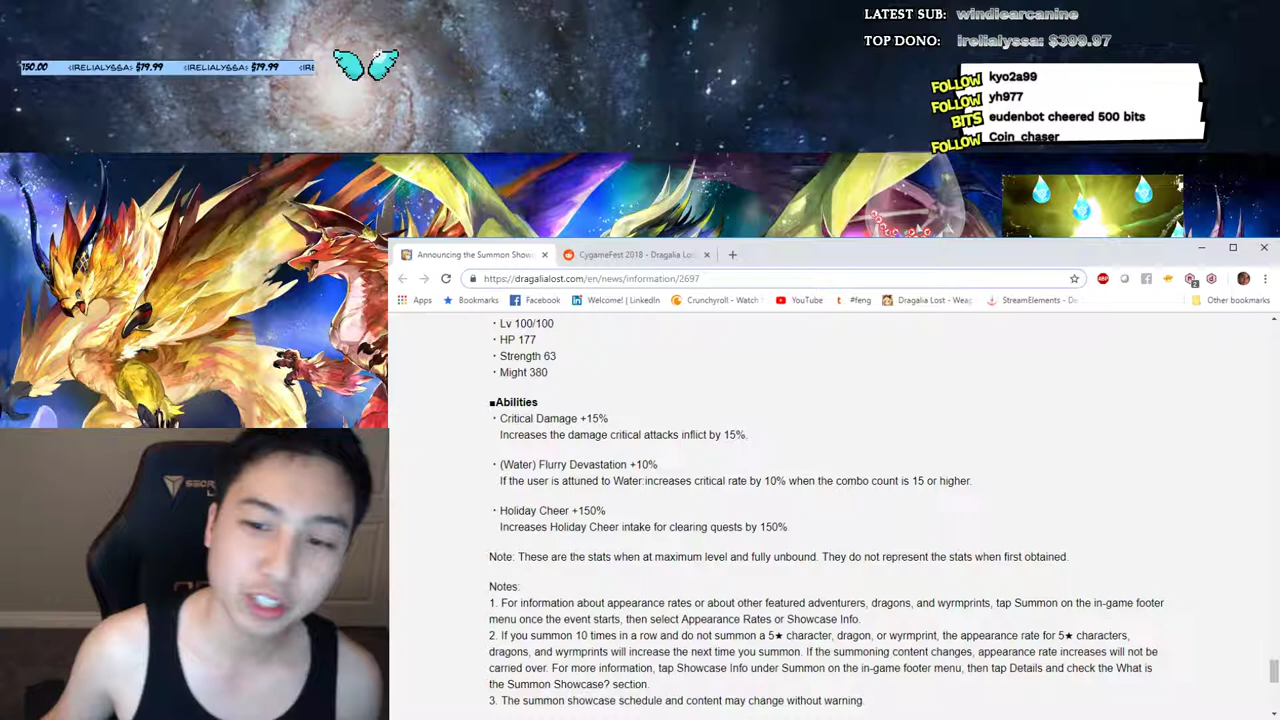 LATEST SUB: windiearcanine
TOP DONO: irelialyssa: $399.97
150.00 <IRELIALYSSA: $79.99 <IRELIALYSSA: $79.99
FOLLOW kyo2a99
FOLLOW yh977
BITS eudenbot cheered 500 bits
FOLLOW Coin_chaser
Announcing the Summon Show
CygameFest 2018 - Dragalia Los
https://dragalialost.com/en/news/information/2697
Apps Bookmarks Facebook Welcome! | LinkedIn Crunchyroll - Watch YouTube #feng Dragalia Lost - Wea StreamElements - D Other bookmarks
・Lv 100/100
・HP 177
・Strength 63
・Might 380
■Abilities
・Critical Damage +15%
Increases the damage critical attacks inflict by 15%.
・(Water) Flurry Devastation +10%
If the user is attuned to Water:increases critical rate by 10% when the combo count is 15 or higher.
・Holiday Cheer +150%
Increases Holiday Cheer intake for clearing quests by 150%
Note: These are the stats when at maximum level and fully unbound. They do not represent the stats when first obtained.
Notes:
1. For information about appearance rates or about other featured adventurers, dragons, and wyrmprints, tap Summon on the in-game footer
menu once the event starts, then select Appearance Rates or Showcase Info.
2. If you summon 10 times in a row and do not summon a 5★ character, dragon, or wyrmprint, the appearance rate for 5★ characters,
dragons, and wyrmprints will increase the next time you summon. If the summoning content changes, appearance rate increases will not be
carried over. For more information, tap Showcase Info under Summon on the in-game footer menu, then tap Details and check the What is
the Summon Showcase? section.
3. The summon showcase schedule and content may change without warning.